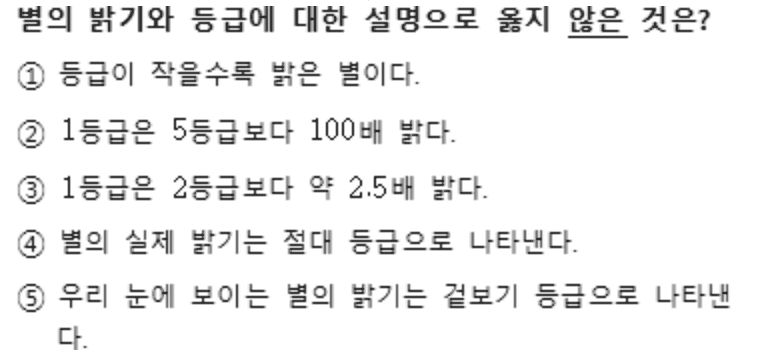 별의 밝기와 등급에 대한 설명으로 옳지 않은 것은?
① 등급이 작을수록 밝은 별이다.
② 1등급은 5등급보다 100배 밝다.
③ 1등급은 2등급보다 약 2.5배 밝다.
④ 별의 실제 밝기는 절대 등급으로 나타낸다.
⑤ 우리 눈에 보이는 별의 밝기는 겉보기 등급으로 나타낸
다.